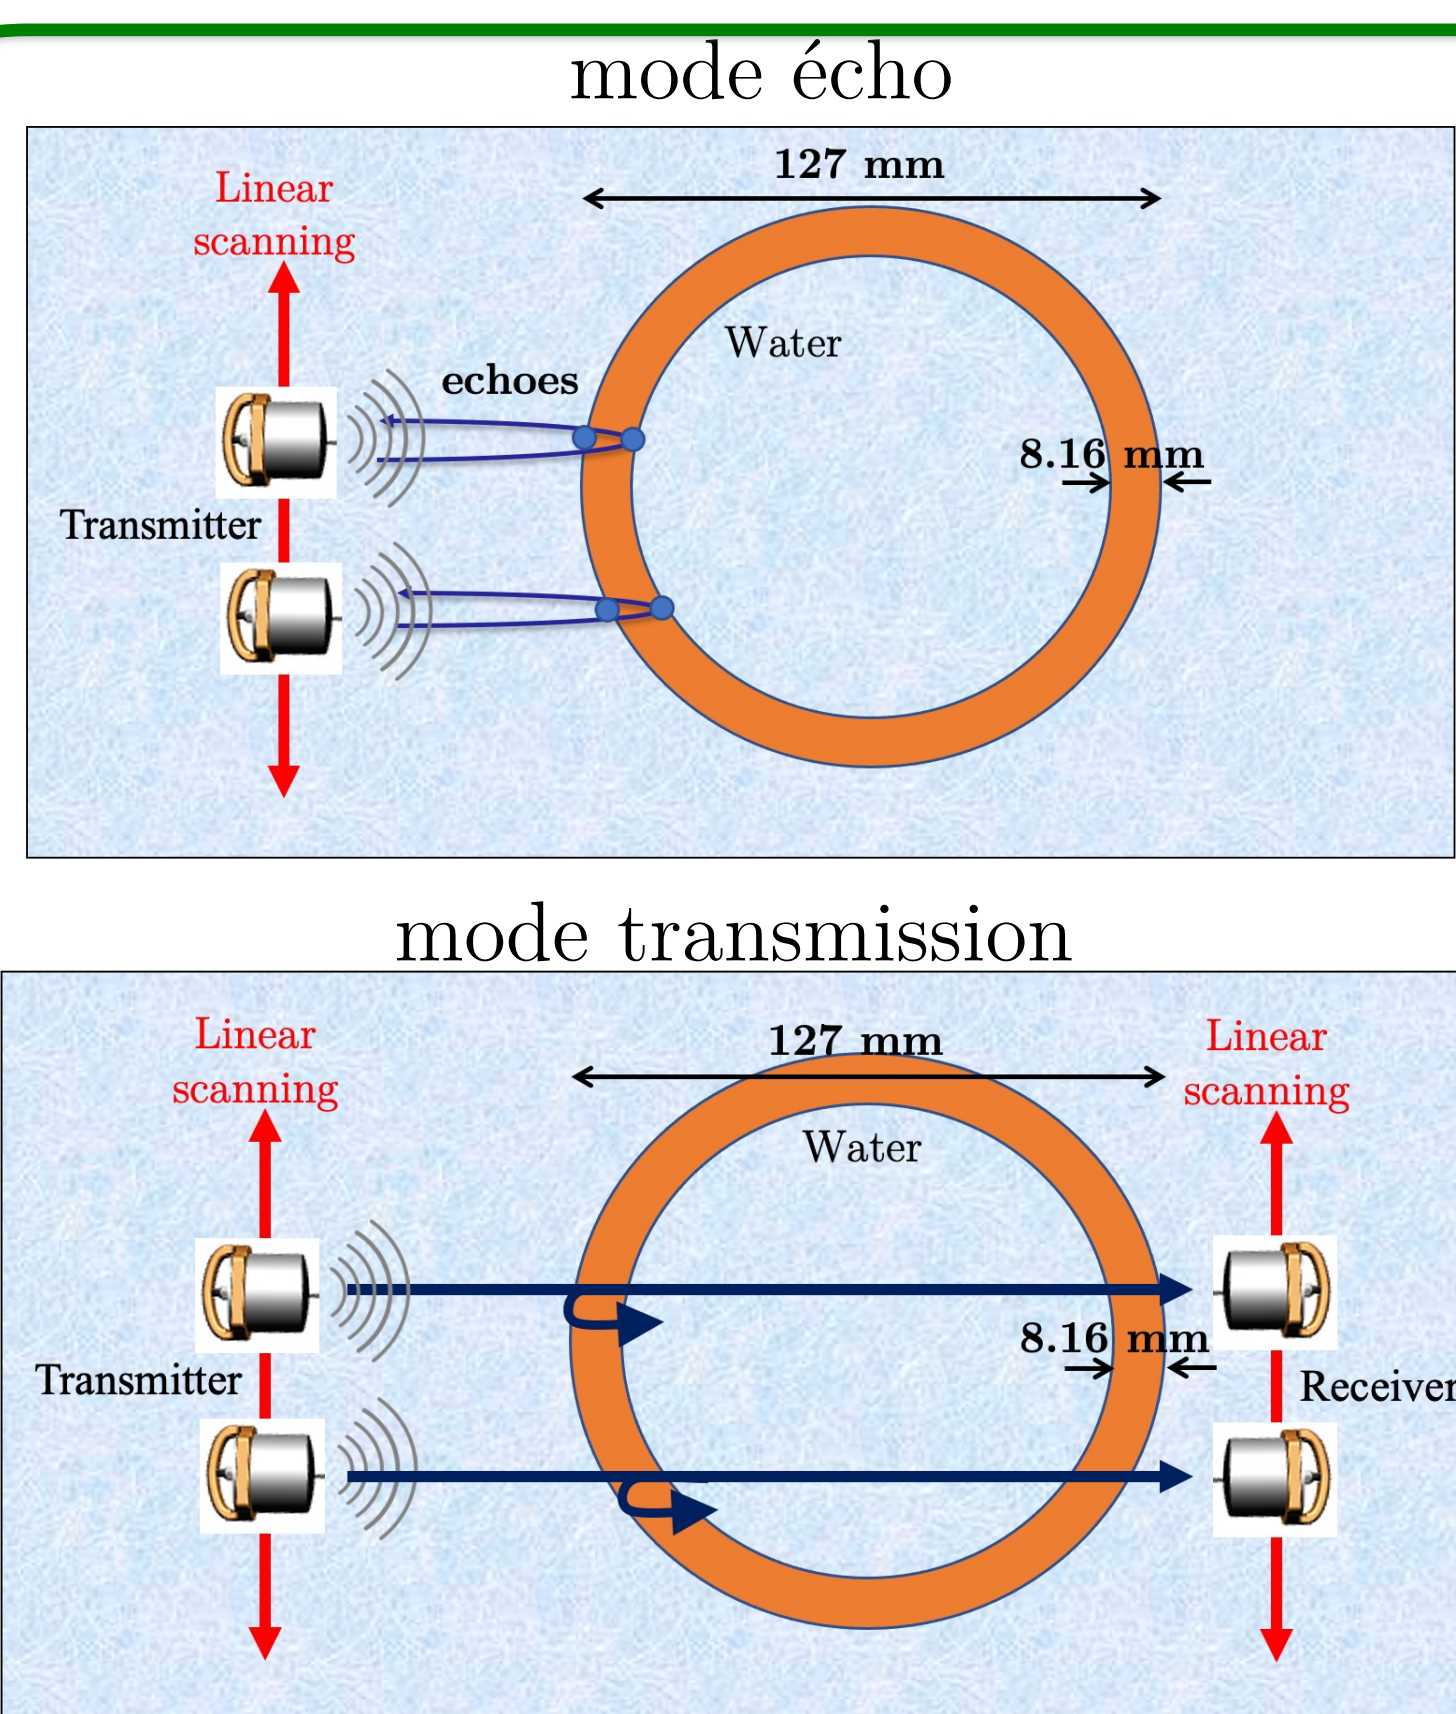 mode écho
127 mm
Linear
scanning
Water
echoes
8.16 mm
Transmitter
mode transmission
Linear
scanning
127 mm
Linear
scanning
Water
8.16 mm
Transmitter
Receiver